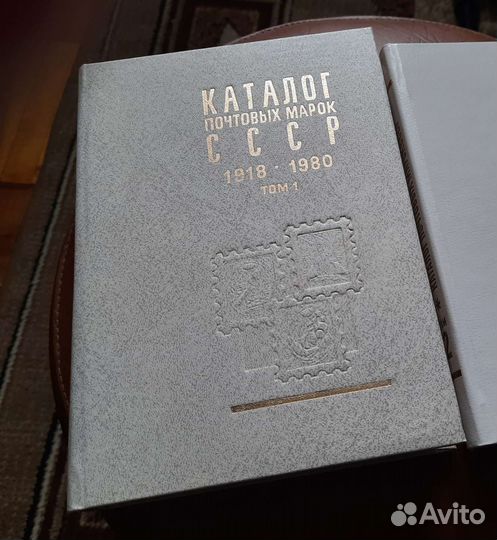 КАТАЛОГ
ПОЧТОВЫХ МАРОК
СССР
1918 · 1980
ТОМ 1
Avito